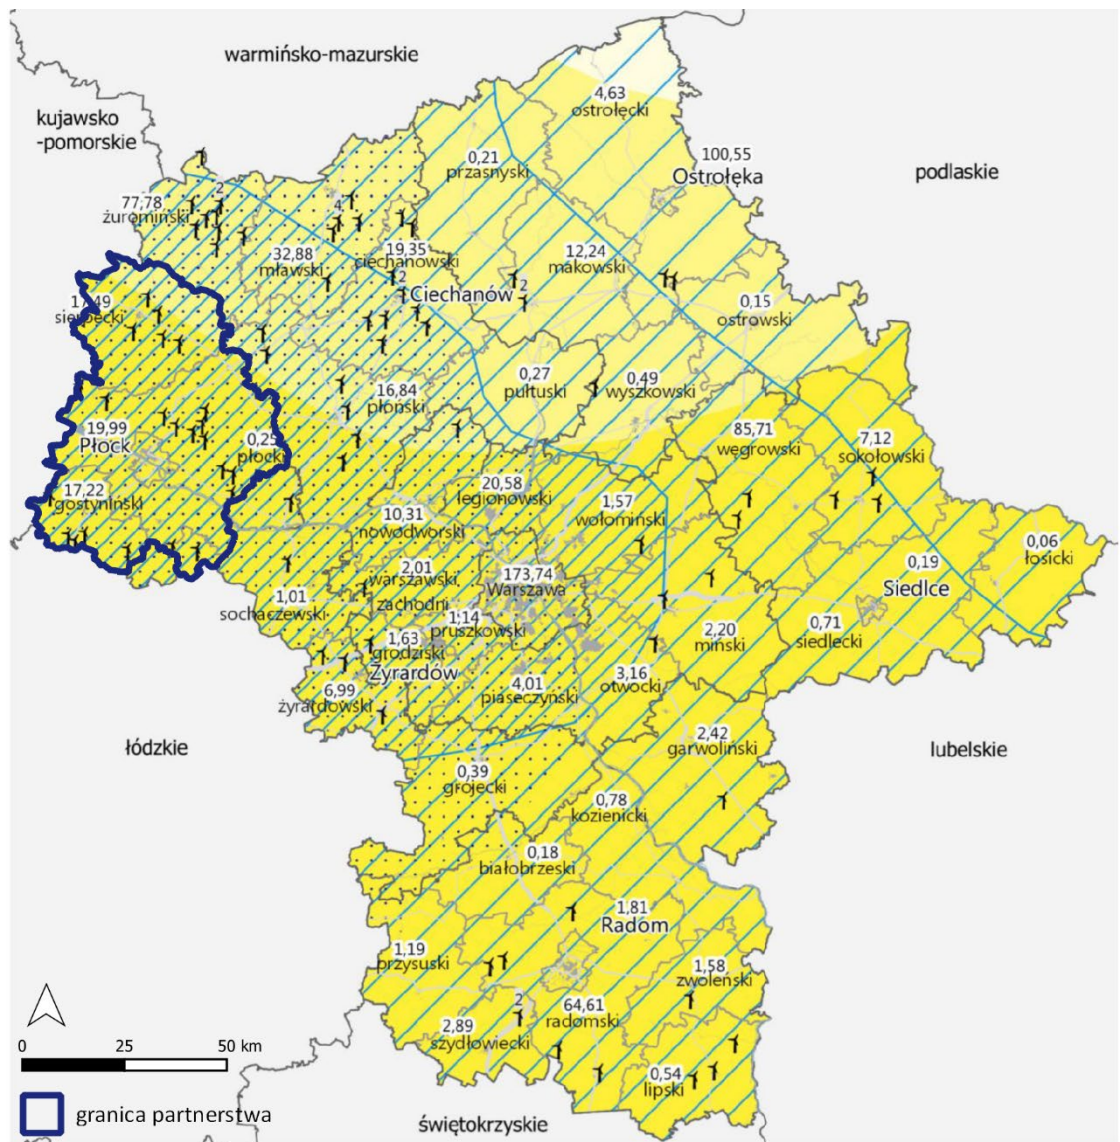 warmińsko-mazurskie
kujawsko
-pomorskie
podlaskie
4,63
ostrołęcki
0,21
przasnyski
100,55
Ostrołęka
77,78
żuromiński
2
4
32,88
mławski
19,35
ciechanowski
2
Ciechanów
12,24
makowski
2
0,15
ostrowski
sierpecki
16,84
płoński
0,27
pułtuski
0,49
wyszkowski
85,71
węgrowski
7,12
sokołowski
19,99
Płock
0,25
płocki
17,22
gostyniński
20,58
legionowski
1,57
wołomiński
10,31
nowodworski
2,01
warszawski
zachodni
173,74
Warszawa
0,19
Siedlce
0,06
łosicki
1,01
sochaczewski
1,14
pruszkowski
1,63
grodziski
Żyrardów
2,20
miński
0,71
siedlecki
6,99
żyrardowski
4,01
piaseczyński
3,16
otwocki
łódzkie
2,42
garwoliński
lubelskie
0,39
grójecki
0,78
kozienicki
0,18
białobrzeski
1,81
Radom
1,19
przysuski
1,58
zwoleński
2
64,61
radomski
2,89
szydłowiecki
0,54
lipski
0
25
50 km
granica partnerstwa
świętokrzyskie